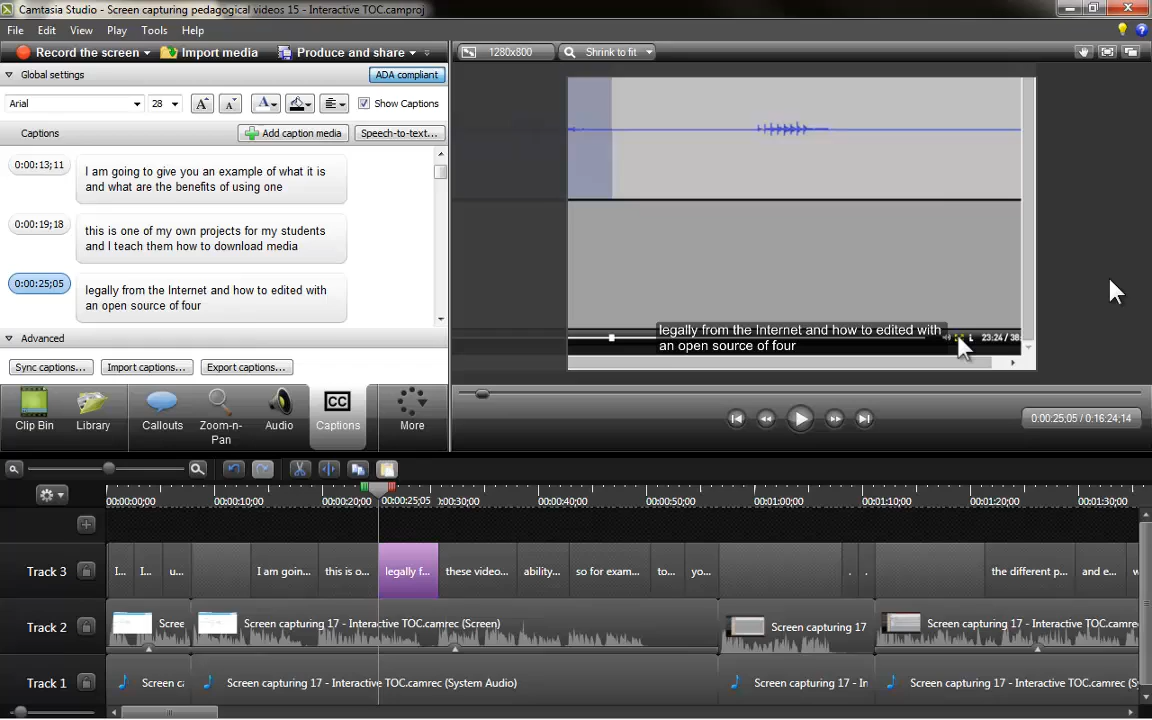 Camtasia Studio - Screen capturing pedagogical videos 15 - Interactive TOC.camproj
File Edit View Play Tools Help
Record the screen Import media Produce and share
1280x800 Shrink to fit
Global settings ADA compliant
Arial 28 A A A Show Captions
Captions Add caption media Speech-to-text...
0:00:13;11 I am going to give you an example of what it is
and what are the benefits of using one
0:00:19;18 this is one of my own projects for my students
and I teach them how to download media
0:00:25;05 legally from the Internet and how to edited with
an open source of four
Advanced
Sync captions... Import captions... Export captions...
legally from the Internet and how to edited with
an open source of four
23:24 / 38:
Clip Bin Library Callouts Zoom-n-
Pan Audio CC
Captions More
0:00:25;05 / 0:16:24;14
00:00:00;00 00:00:10;00 00:00:20;00 00:00:25;05 :00:30;00 00:00:40;00 00:00:50;00 00:01:00;00 00:01:10;00 00:01:20;00 00:01:30;00
Track 3 I... I... u... I am goin... this is o... legally f... these video... ability... so for exam... to... yo... . . the different p... and e...
Track 2 Scree Screen capturing 17 - Interactive TOC.camrec (Screen) Screen capturing 17 Screen capturing 17 - Interactive TOC.camre
Track 1 Screen ca Screen capturing 17 - Interactive TOC.camrec (System Audio) Screen capturing 17 - In Screen capturing 17 - Interactive TOC.camrec (S